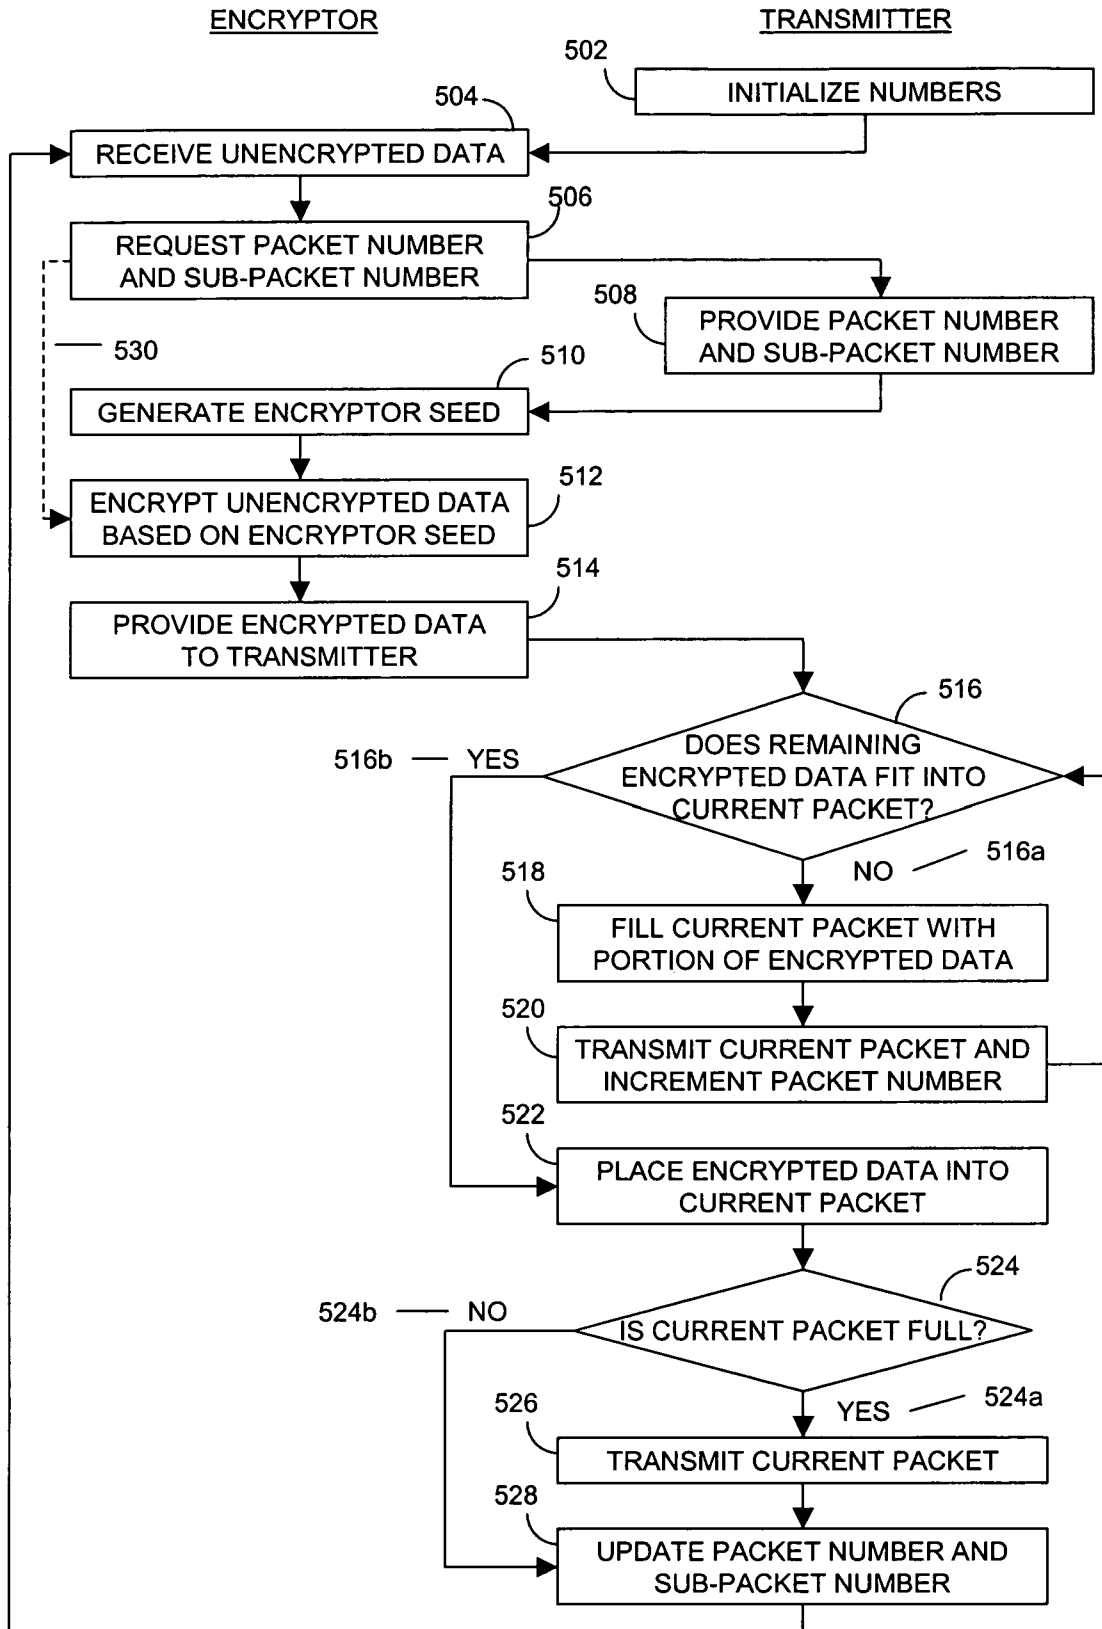 ENCRYPTOR
TRANSMITTER
502
INITIALIZE NUMBERS
504
RECEIVE UNENCRYPTED DATA
506
REQUEST PACKET NUMBER
AND SUB-PACKET NUMBER
508
PROVIDE PACKET NUMBER
AND SUB-PACKET NUMBER
530
510
GENERATE ENCRYPTOR SEED
512
ENCRYPT UNENCRYPTED DATA
BASED ON ENCRYPTOR SEED
514
PROVIDE ENCRYPTED DATA
TO TRANSMITTER
516
DOES REMAINING
ENCRYPTED DATA FIT INTO
CURRENT PACKET?
516b
YES
NO
516a
518
FILL CURRENT PACKET WITH
PORTION OF ENCRYPTED DATA
520
TRANSMIT CURRENT PACKET AND
INCREMENT PACKET NUMBER
522
PLACE ENCRYPTED DATA INTO
CURRENT PACKET
524
IS CURRENT PACKET FULL?
524b
NO
YES
524a
526
TRANSMIT CURRENT PACKET
528
UPDATE PACKET NUMBER AND
SUB-PACKET NUMBER